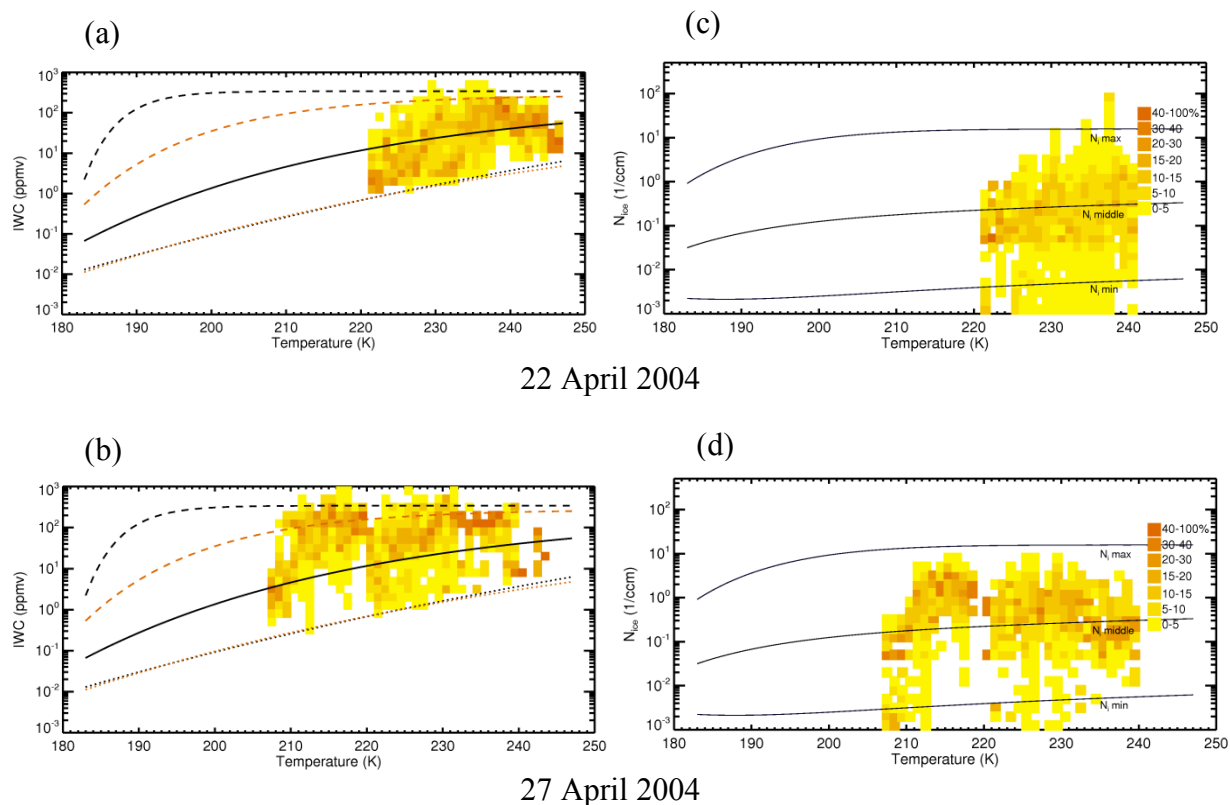 (a)
IWC (ppmv)
10³
10²
10¹
10⁰
10⁻¹
10⁻²
10⁻³
180 190 200 210 220 230 240 250
Temperature (K)
(c)
N_ice (1/ccm)
10²
10¹
10⁰
10⁻¹
10⁻²
10⁻³
N_i max
N_i middle
N_i min
40-100%
30-40
20-30
15-20
10-15
5-10
0-5
180 190 200 210 220 230 240 250
Temperature (K)
22 April 2004
(b)
IWC (ppmv)
10³
10²
10¹
10⁰
10⁻¹
10⁻²
10⁻³
180 190 200 210 220 230 240 250
Temperature (K)
(d)
N_ice (1/ccm)
10²
10¹
10⁰
10⁻¹
10⁻²
10⁻³
N_i max
N_i middle
N_i min
40-100%
30-40
20-30
15-20
10-15
5-10
0-5
180 190 200 210 220 230 240 250
Temperature (K)
27 April 2004